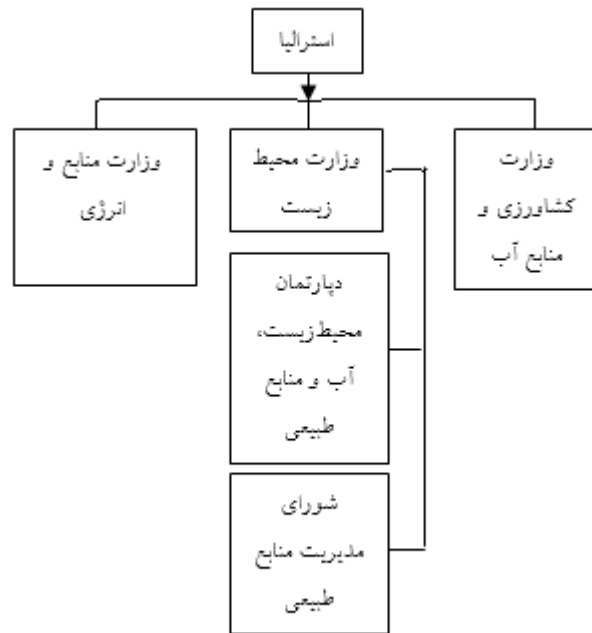 استرالیا
وزارت
کشاورزی و
منابع آب
وزارت محیط
زیست
وزارت منابع و
انرژی
دپارتمان
محیط‌زیست،
آب و منابع
طبیعی
شورای
مدیریت منابع
طبیعی